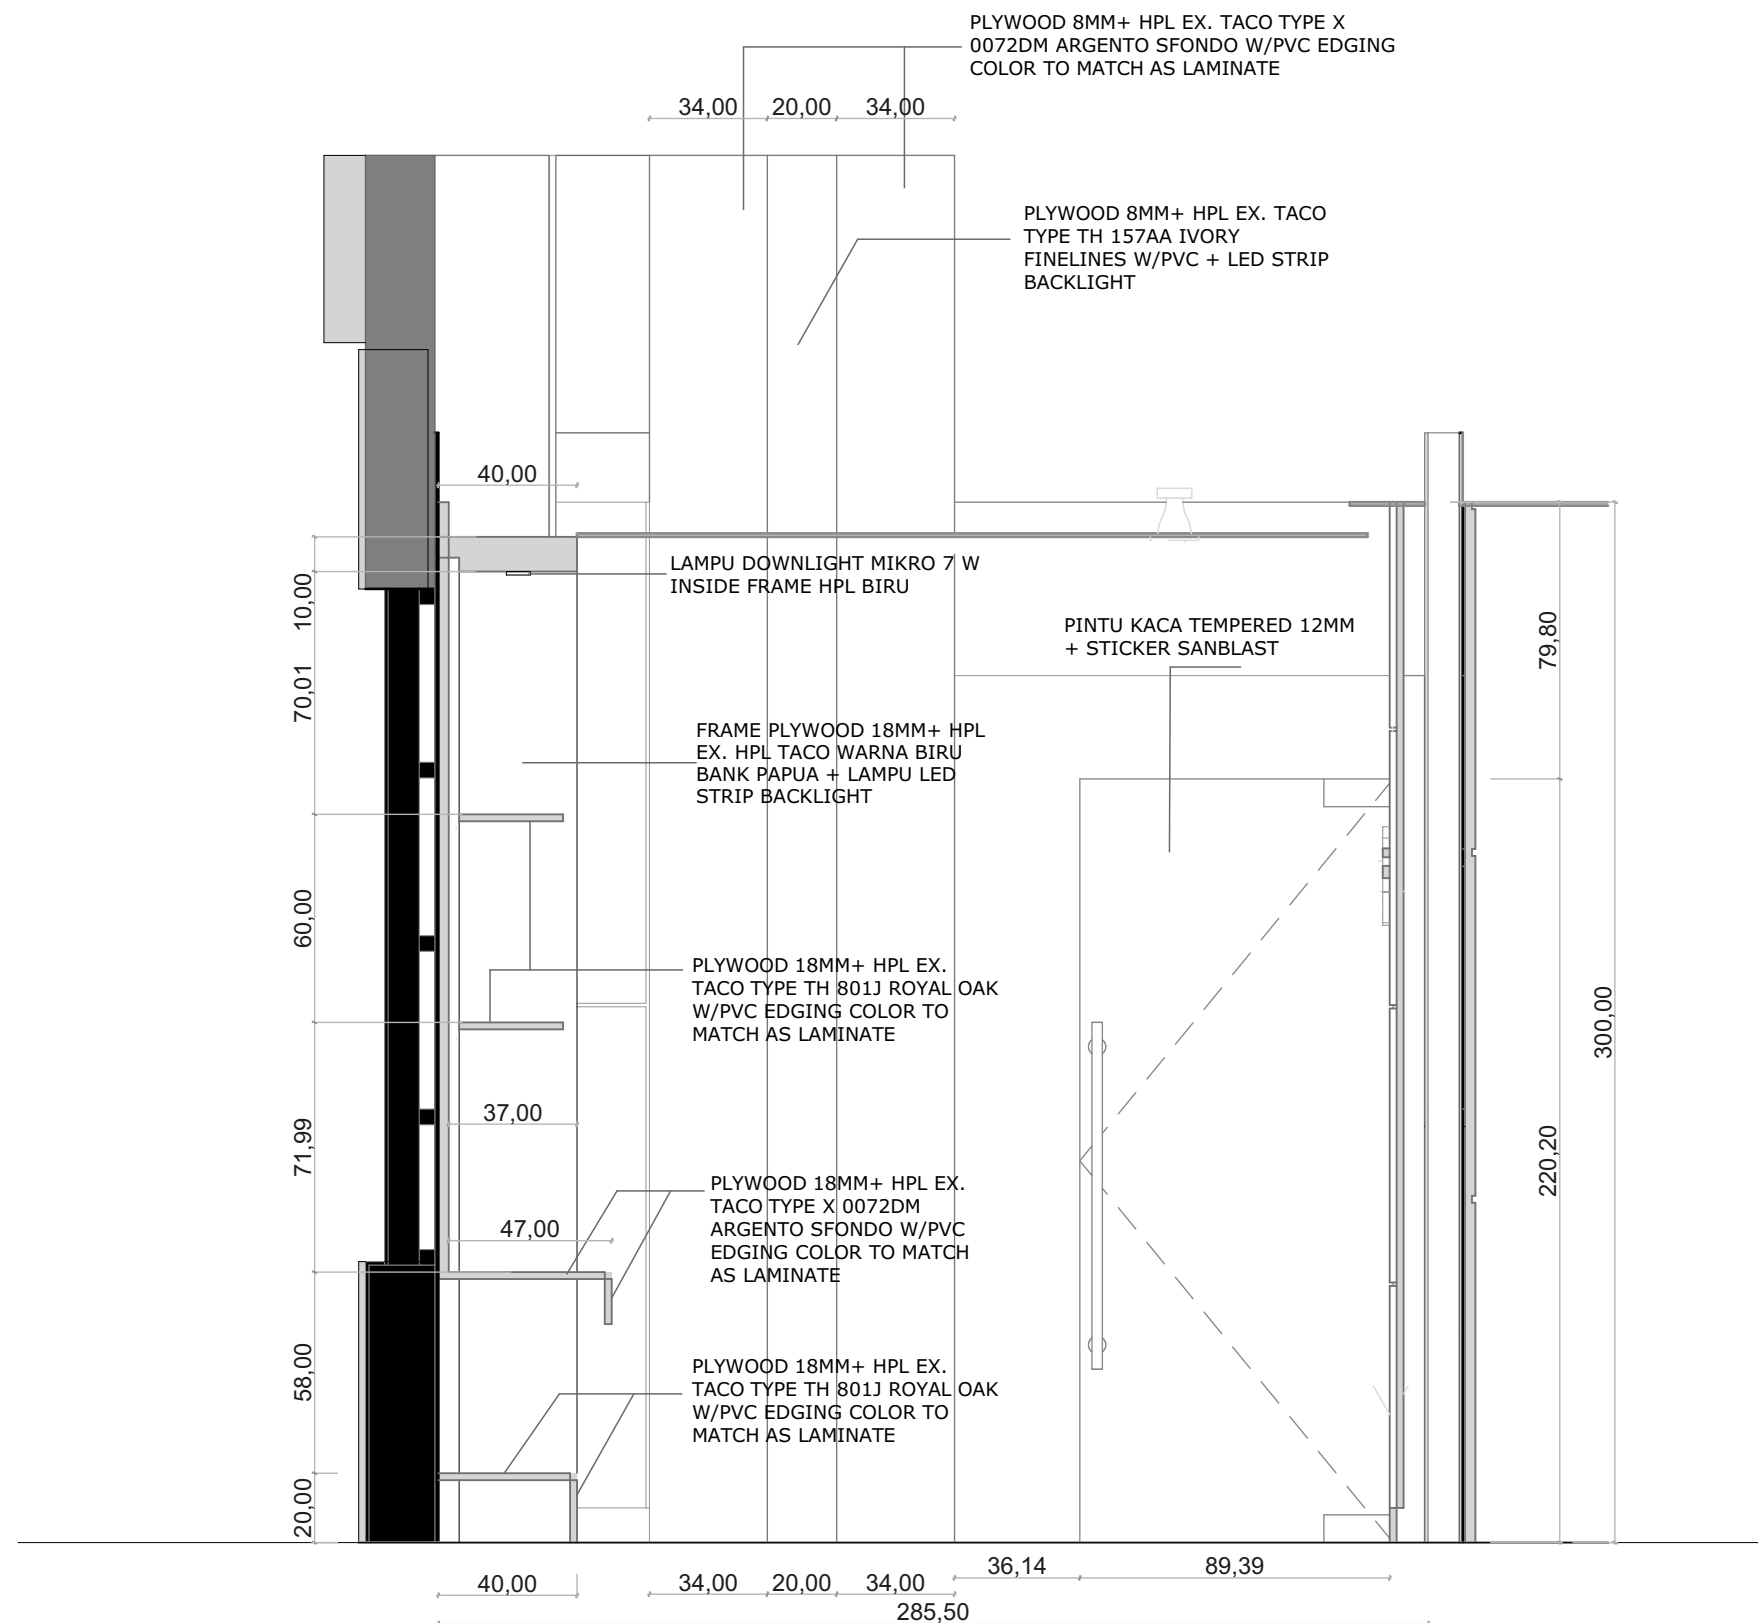 PLYWOOD 8MM+ HPL EX. TACO TYPE X
0072DM ARGENTO SFONDO W/PVC EDGING
COLOR TO MATCH AS LAMINATE
34,00
20,00
34,00
PLYWOOD 8MM+ HPL EX. TACO
TYPE TH 157AA IVORY
FINELINES W/PVC + LED STRIP
BACKLIGHT
40,00
LAMPU DOWNLIGHT MIKRO 7 W
INSIDE FRAME HPL BIRU
10,00
PINTU KACA TEMPERED 12MM
+ STICKER SANBLAST
79,80
70,01
FRAME PLYWOOD 18MM+ HPL
EX. HPL TACO WARNA BIRU
BANK PAPUA + LAMPU LED
STRIP BACKLIGHT
60,00
PLYWOOD 18MM+ HPL EX.
TACO TYPE TH 801J ROYAL OAK
W/PVC EDGING COLOR TO
MATCH AS LAMINATE
300,00
37,00
71,99
220,20
PLYWOOD 18MM+ HPL EX.
TACO TYPE X 0072DM
ARGENTO SFONDO W/PVC
EDGING COLOR TO MATCH
AS LAMINATE
47,00
58,00
PLYWOOD 18MM+ HPL EX.
TACO TYPE TH 801J ROYAL OAK
W/PVC EDGING COLOR TO
MATCH AS LAMINATE
20,00
40,00
34,00
20,00
34,00
36,14
89,39
285,50